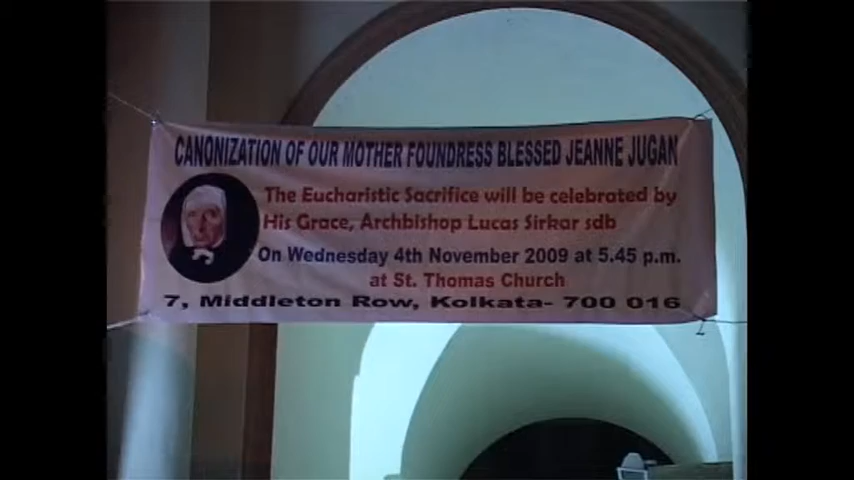 CANONIZATION OF OUR MOTHER FOUNDRESS BLESSED JEANNE JUGAN
The Eucharistic Sacrifice will be celebrated by
His Grace, Archbishop Lucas Sirkar sdb
On Wednesday 4th November 2009 at 5.45 p.m.
at St. Thomas Church
7, Middleton Row, Kolkata- 700 016